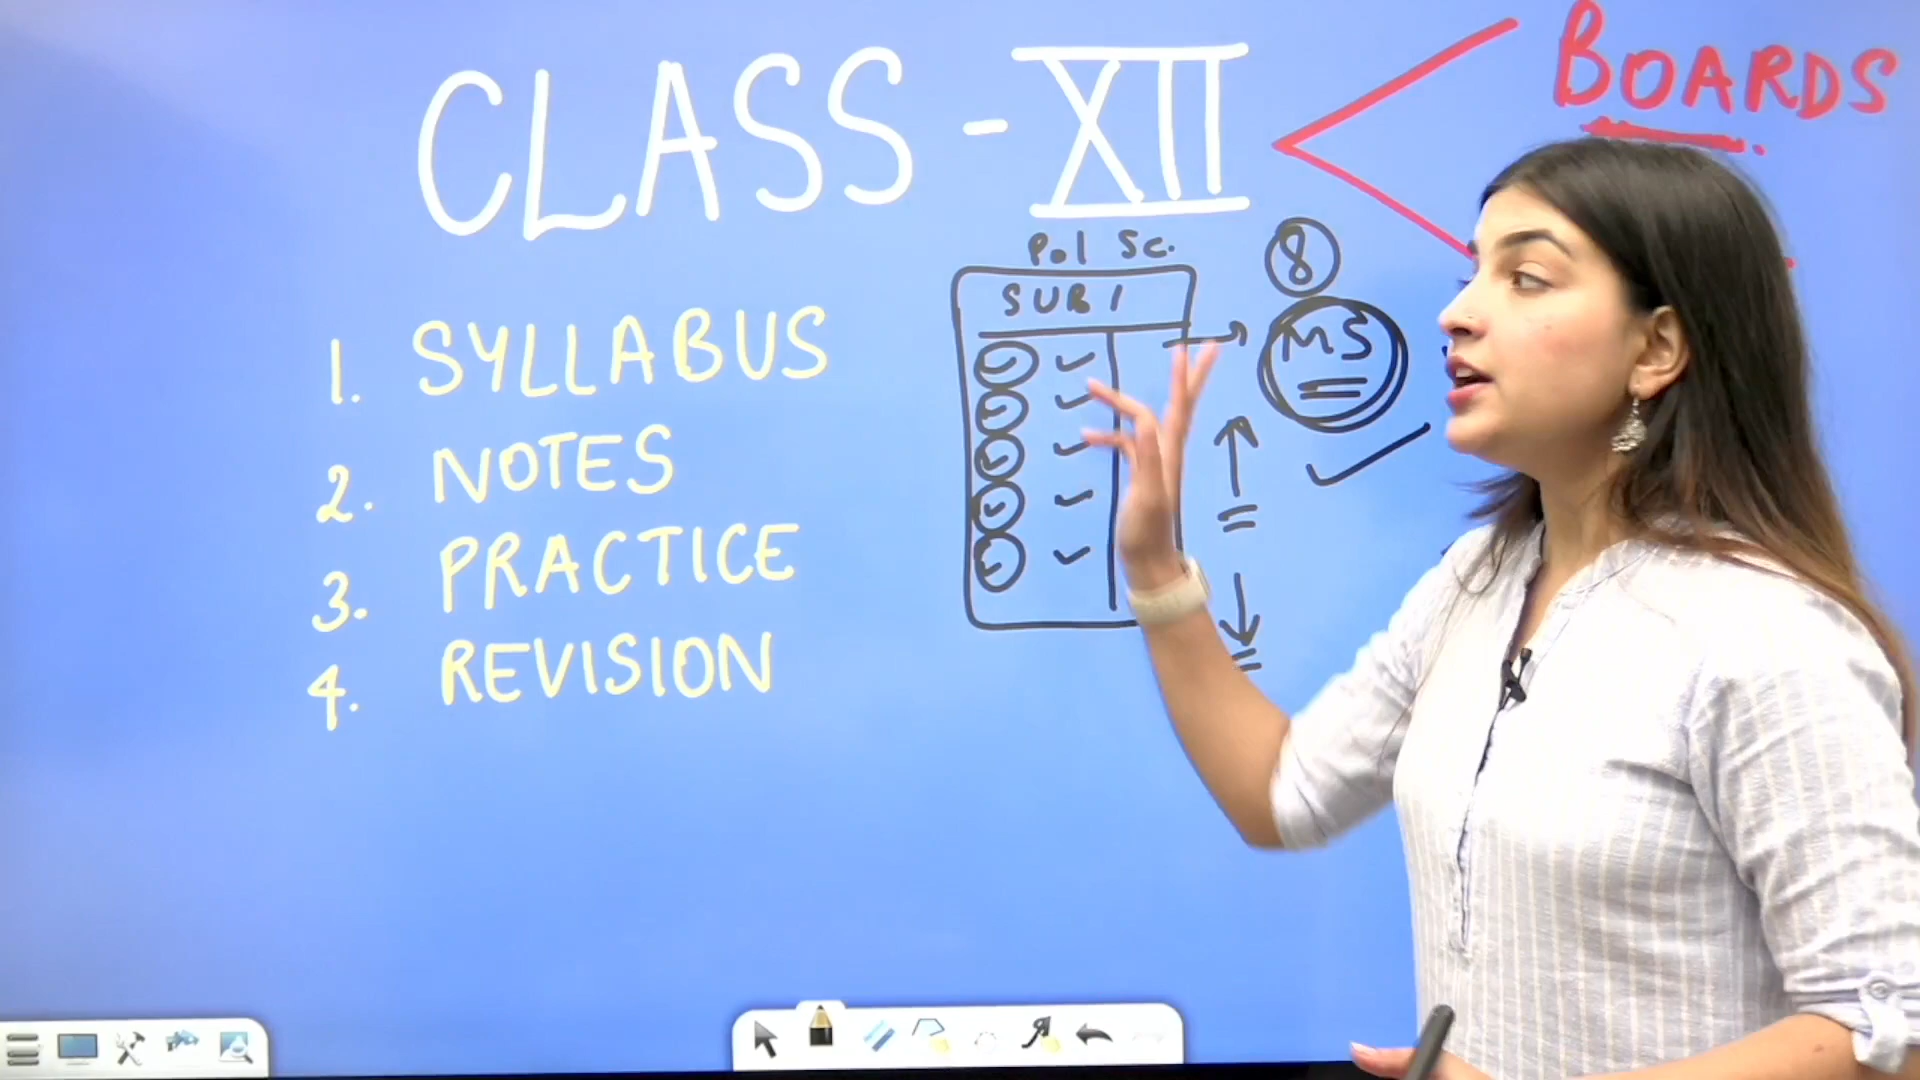 CLASS - XII
BOARDS
Pol Sc.
SUB 1
8
MS
1. SYLLABUS
2. NOTES
3. PRACTICE
4. REVISION